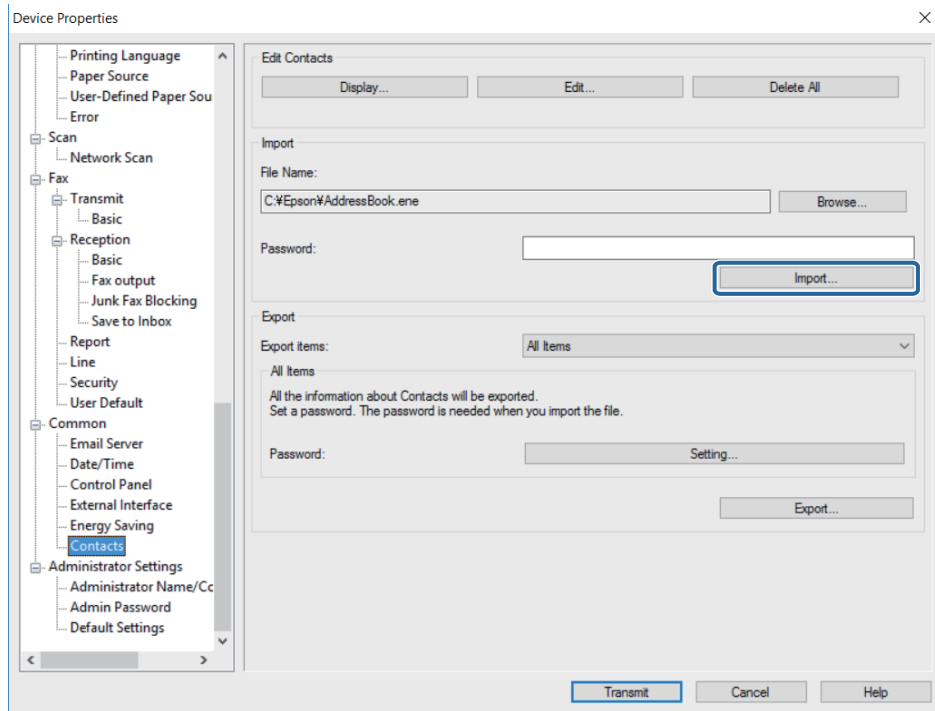 Device Properties
Printing Language
Paper Source
User-Defined Paper Sou
Error
Scan
Network Scan
Fax
Transmit
Basic
Reception
Basic
Fax output
Junk Fax Blocking
Save to Inbox
Report
Line
Security
User Default
Common
Email Server
Date/Time
Control Panel
External Interface
Energy Saving
Contacts
Administrator Settings
Administrator Name/Cc
Admin Password
Default Settings
Edit Contacts
Display...
Edit...
Delete All
Import
File Name:
C:¥Epson¥AddressBook.ene
Browse...
Password:
Import...
Export
Export items:
All Items
All Items
All the information about Contacts will be exported.
Set a password. The password is needed when you import the file.
Password:
Setting...
Export...
Transmit
Cancel
Help